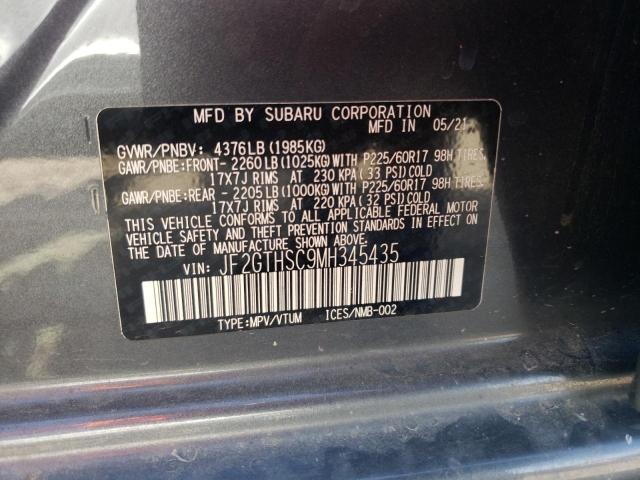 MFD BY SUBARU CORPORATION
MFD IN 05/21
GVWR/PNBV: 4376LB (1985KG)
GAWR/PNBE:FRONT- 2260LB (1025KG)WITH P225/60R17 98H TIRES,
17X7J RIMS AT 230 KPA (33 PSI)COLD
GAWR/PNBE:REAR - 2205LB (1000KG)WITH P225/60R17 98H TIRES,
17X7J RIMS AT 220 KPA (32 PSI)COLD
THIS VEHICLE CONFORMS TO ALL APPLICABLE FEDERAL MOTOR
VEHICLE SAFETY AND THEFT PREVENTION STANDARDS IN EFFECT
ON THE DATE OF MANUFACTURE SHOWN ABOVE.
VIN: JF2GTHSC9MH345435
TYPE:MPV/VTUM ICES/NMB-002